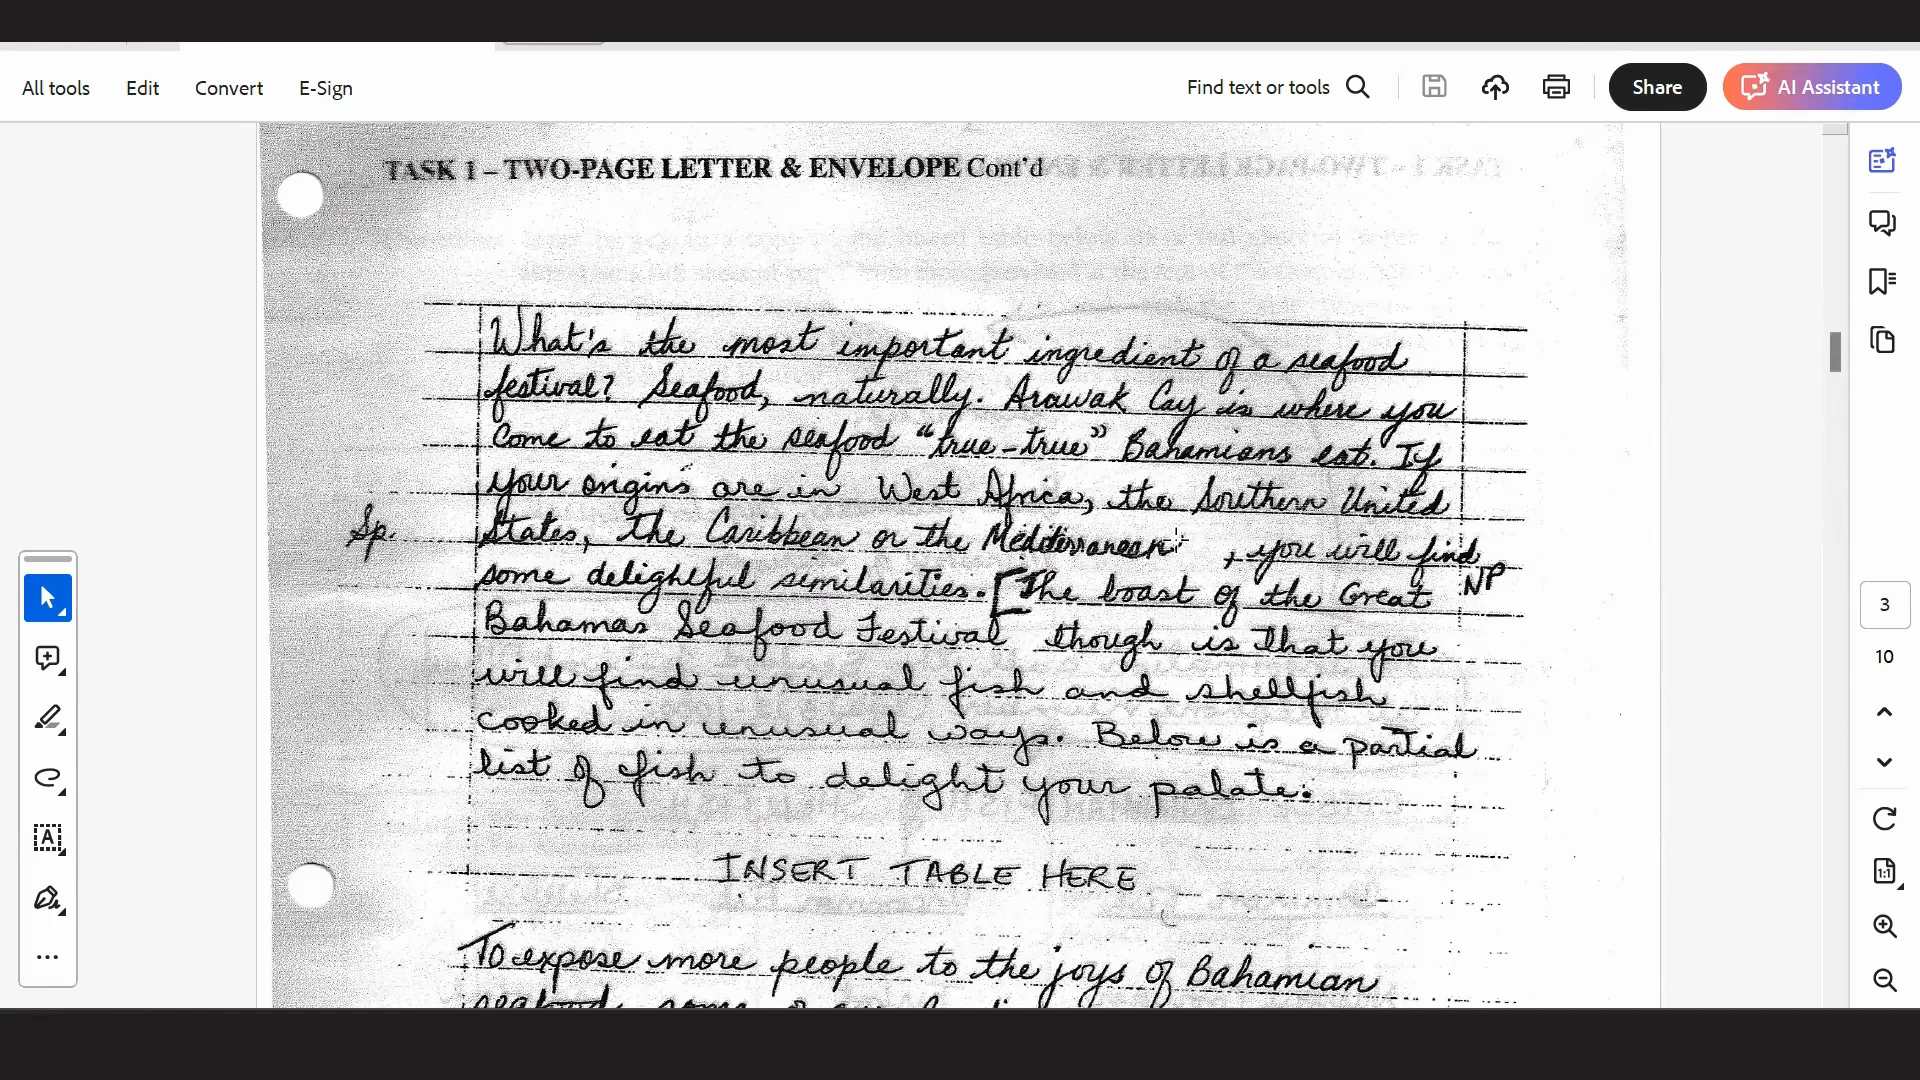 All tools Edit Convert E-Sign Find text or tools Share AI Assistant
TASK 1 – TWO-PAGE LETTER & ENVELOPE Cont'd
What's the most important ingredient of a seafood
festival? Seafood, naturally. Arawak Cay is where you
come to eat the seafood "true-true" Bahamians eat. If
your origins are in West Africa, the Southern United
Sp. States, the Caribbean or the Mediterranean, you will find
some delightful similarities. [The boast of the Great NP
Bahamas Seafood Festival though is that you
will find unusual fish and shellfish
cooked in unusual ways. Below is a partial
list of fish to delight your palate:
INSERT TABLE HERE
To expose more people to the joys of Bahamian
seafood, some of
3
10